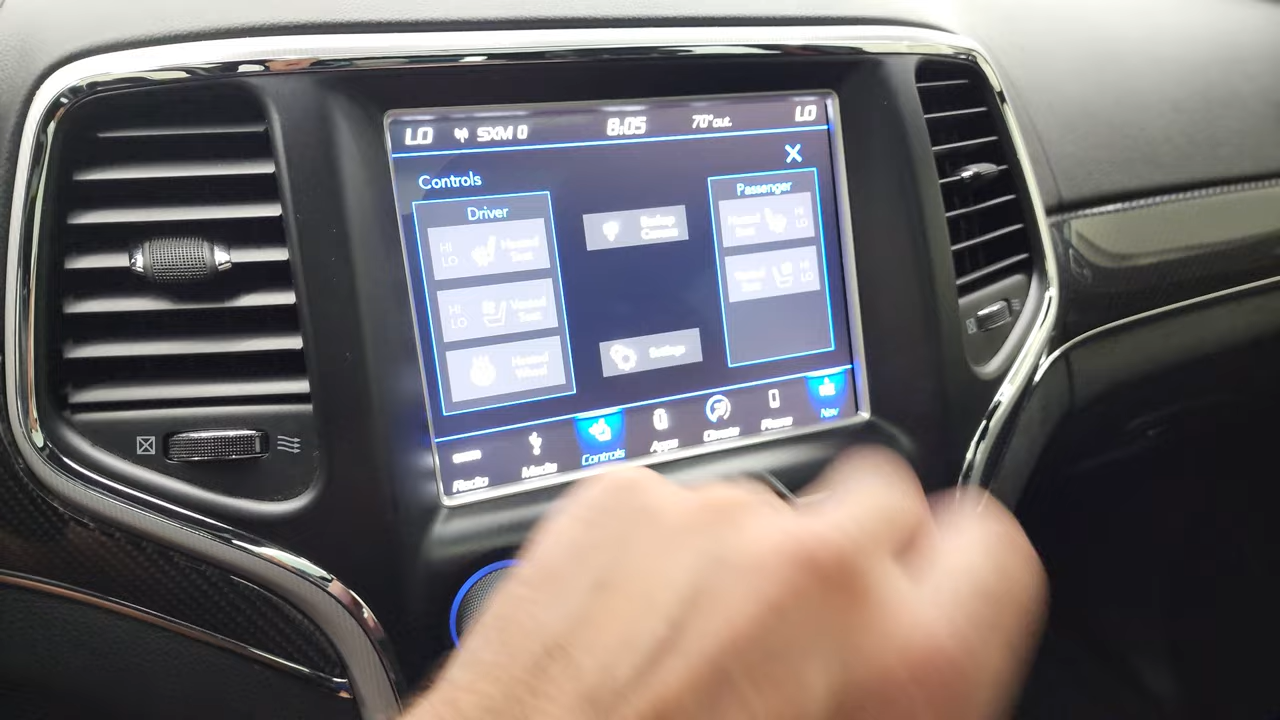 LO SXM 0 8:05 70° out. LO
X
Controls
Driver
HI
LO
Heated
Seat
HI
LO
Vented
Seat
Heated
Wheel
Backup
Camera
Settings
Passenger
Heated
Seat
HI
LO
Vented
Seat
HI
LO
Radio Media Controls Apps Climate Phone Nav